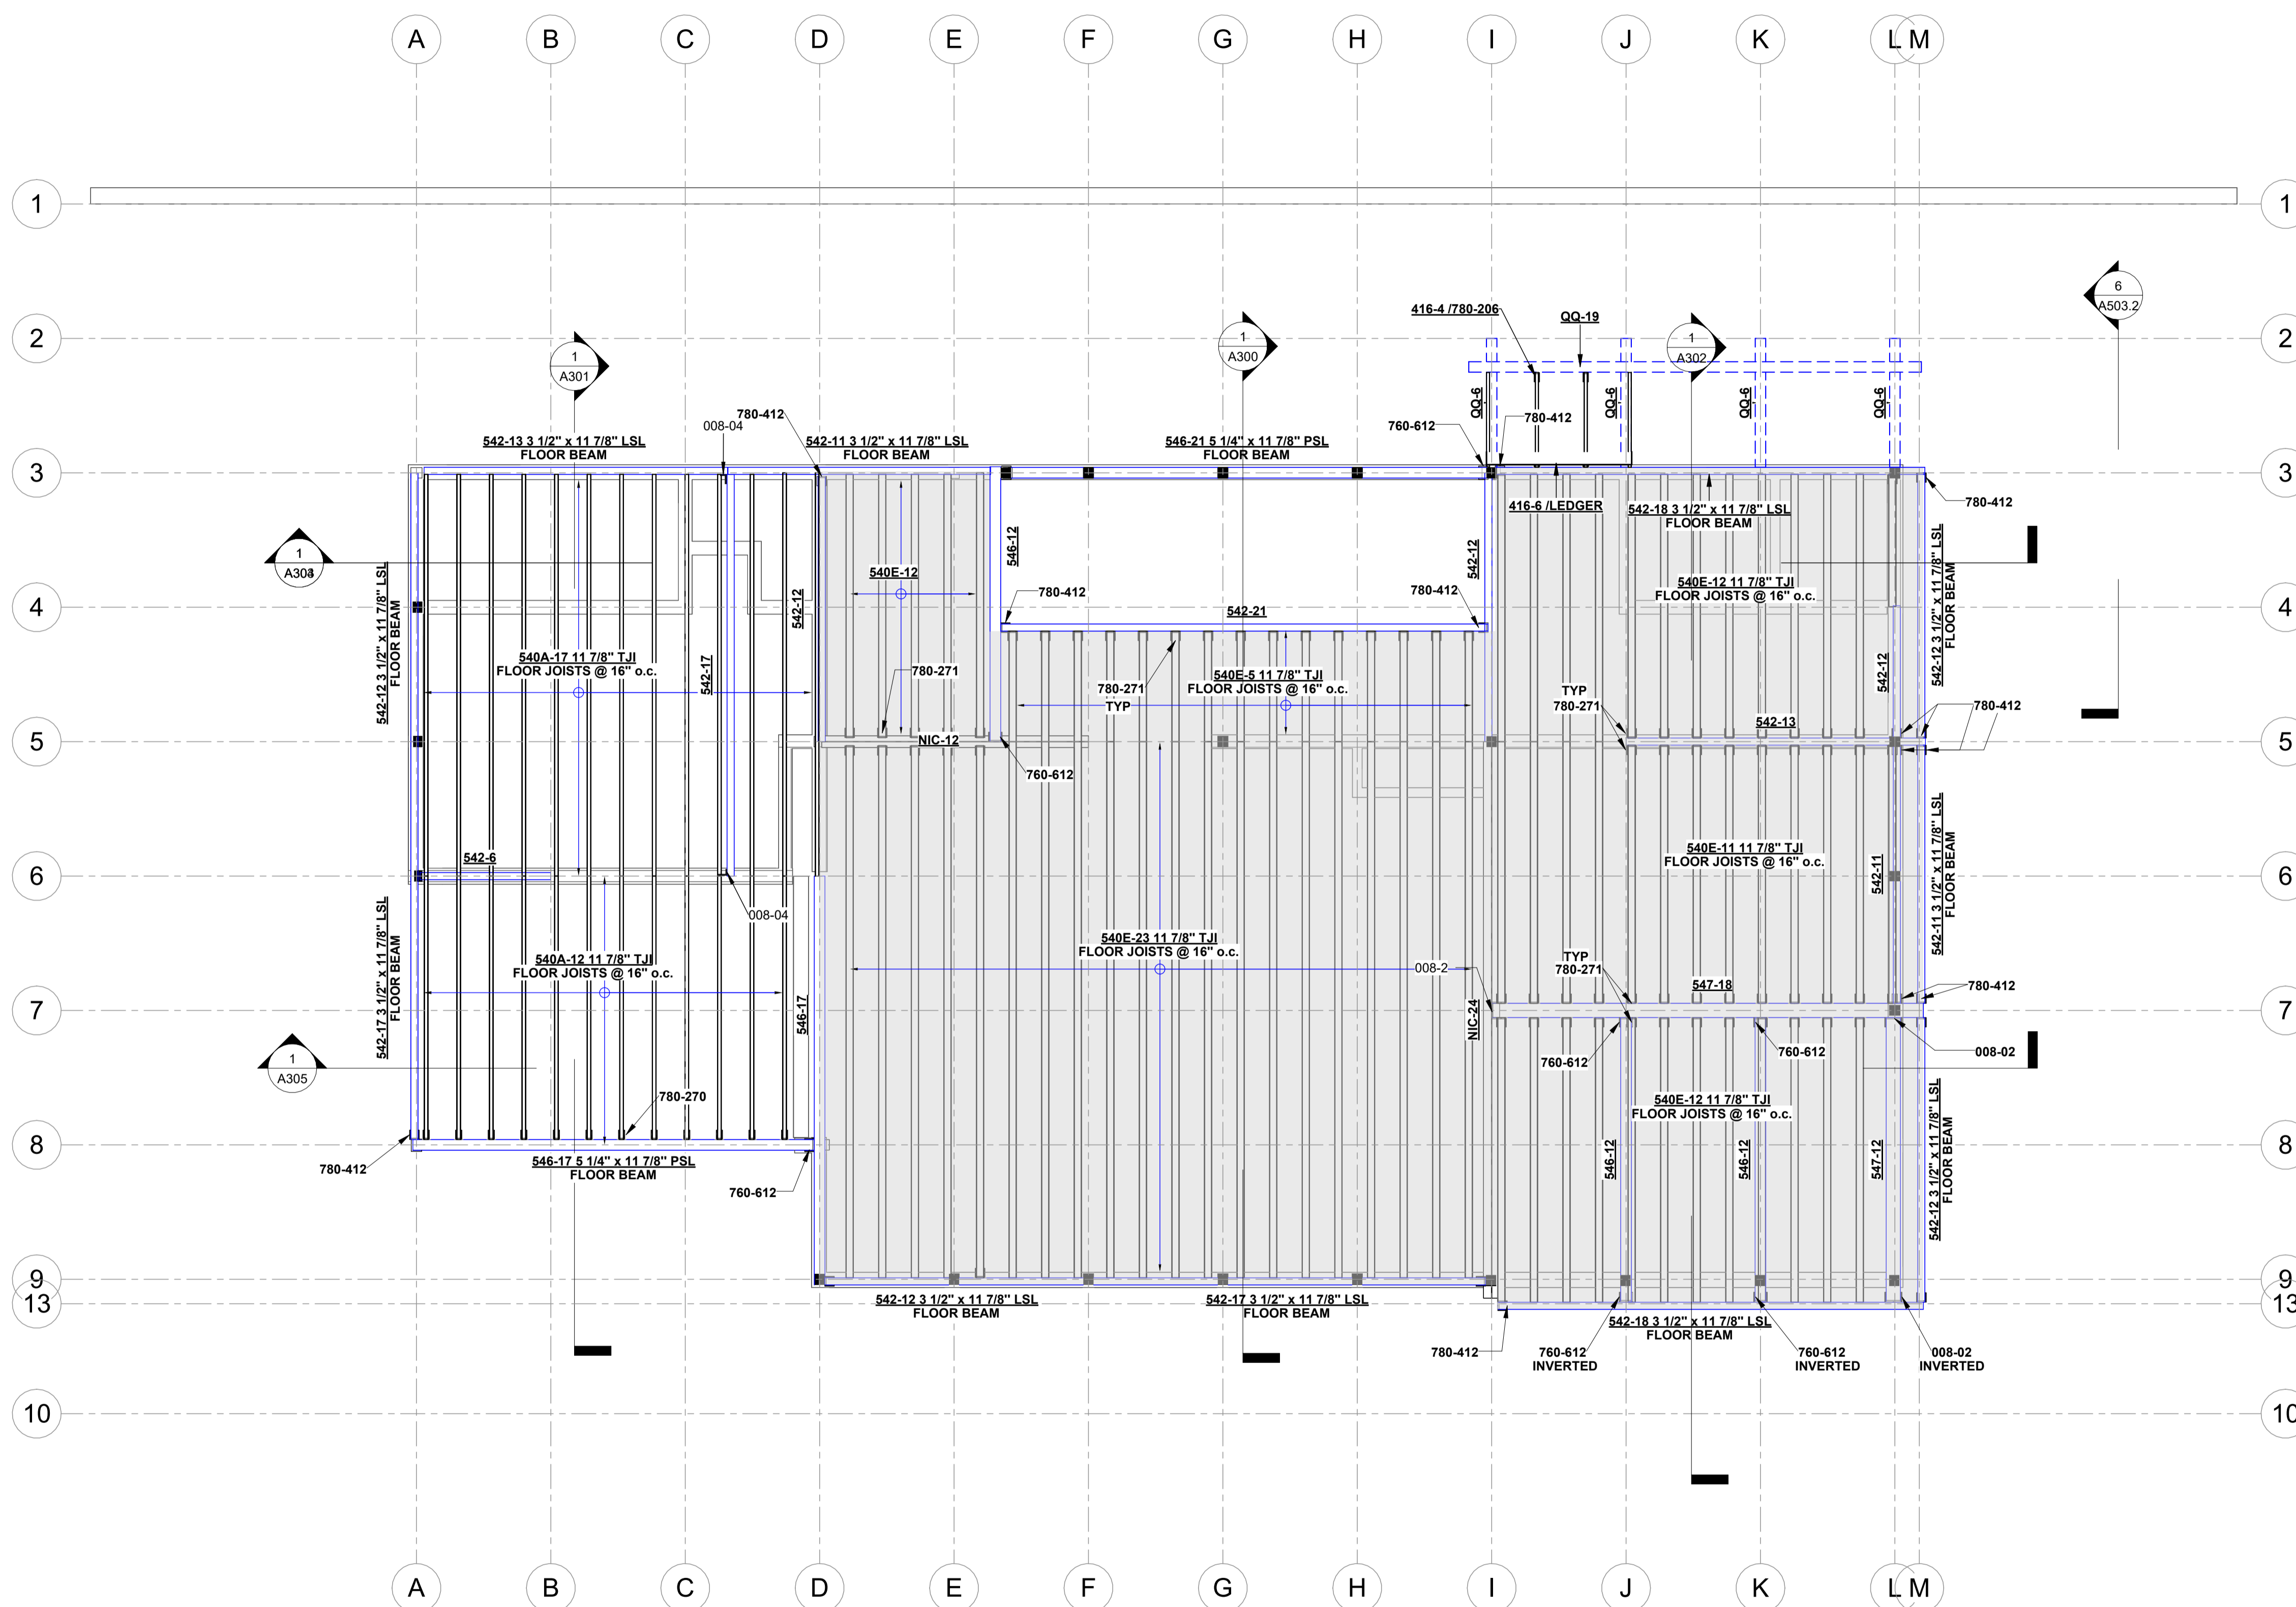 A B C D E F G H I J K L M
1 1
6
A503.2
2 2
416-4 /780-206
QQ-19
1
A301
1
A300
1
A302
QQ-6
QQ-6
QQ-6
QQ-6
780-412
008-04
760-612
780-412
542-13 3 1/2" x 11 7/8" LSL
FLOOR BEAM
542-11 3 1/2" x 11 7/8" LSL
FLOOR BEAM
546-21 5 1/4" x 11 7/8" PSL
FLOOR BEAM
3 3
416-6 /LEDGER
542-18 3 1/2" x 11 7/8" LSL
FLOOR BEAM
780-412
1
546-12
542-12
542-12 3 1/2" x 11 7/8" LSL
FLOOR BEAM
540E-12
540E-12 11 7/8" TJI
FLOOR JOISTS @ 16" o.c.
780-412
780-412
542-21
4 4
542-12 3 1/2" x 11 7/8" LSL
FLOOR BEAM
542-12
540A-17 11 7/8" TJI
FLOOR JOISTS @ 16" o.c.
542-17
780-271
780-271
TYP
540E-5 11 7/8" TJI
FLOOR JOISTS @ 16" o.c.
542-12
TYP
780-271
780-412
542-13
NIC-12
5 5
760-612
542-6
540E-11 11 7/8" TJI
FLOOR JOISTS @ 16" o.c.
542-11
542-11 3 1/2" x 11 7/8" LSL
FLOOR BEAM
6 6
008-04
542-17 3 1/2" x 11 7/8" LSL
FLOOR BEAM
540A-12 11 7/8" TJI
FLOOR JOISTS @ 16" o.c.
540E-23 11 7/8" TJI
FLOOR JOISTS @ 16" o.c.
008-2
TYP
780-271
547-18
780-412
546-17
NIC-24
7 7
1
A305
760-612
760-612
008-02
780-270
540E-12 11 7/8" TJI
FLOOR JOISTS @ 16" o.c.
8 8
546-12
546-12
547-12
542-12 3 1/2" x 11 7/8" LSL
FLOOR BEAM
780-412
546-17 5 1/4" x 11 7/8" PSL
FLOOR BEAM
760-612
9 9
13 13
542-12 3 1/2" x 11 7/8" LSL
FLOOR BEAM
542-17 3 1/2" x 11 7/8" LSL
FLOOR BEAM
542-18 3 1/2" x 11 7/8" LSL
FLOOR BEAM
780-412
760-612
INVERTED
760-612
INVERTED
008-02
INVERTED
10 10
A B C D E F G H I J K L M